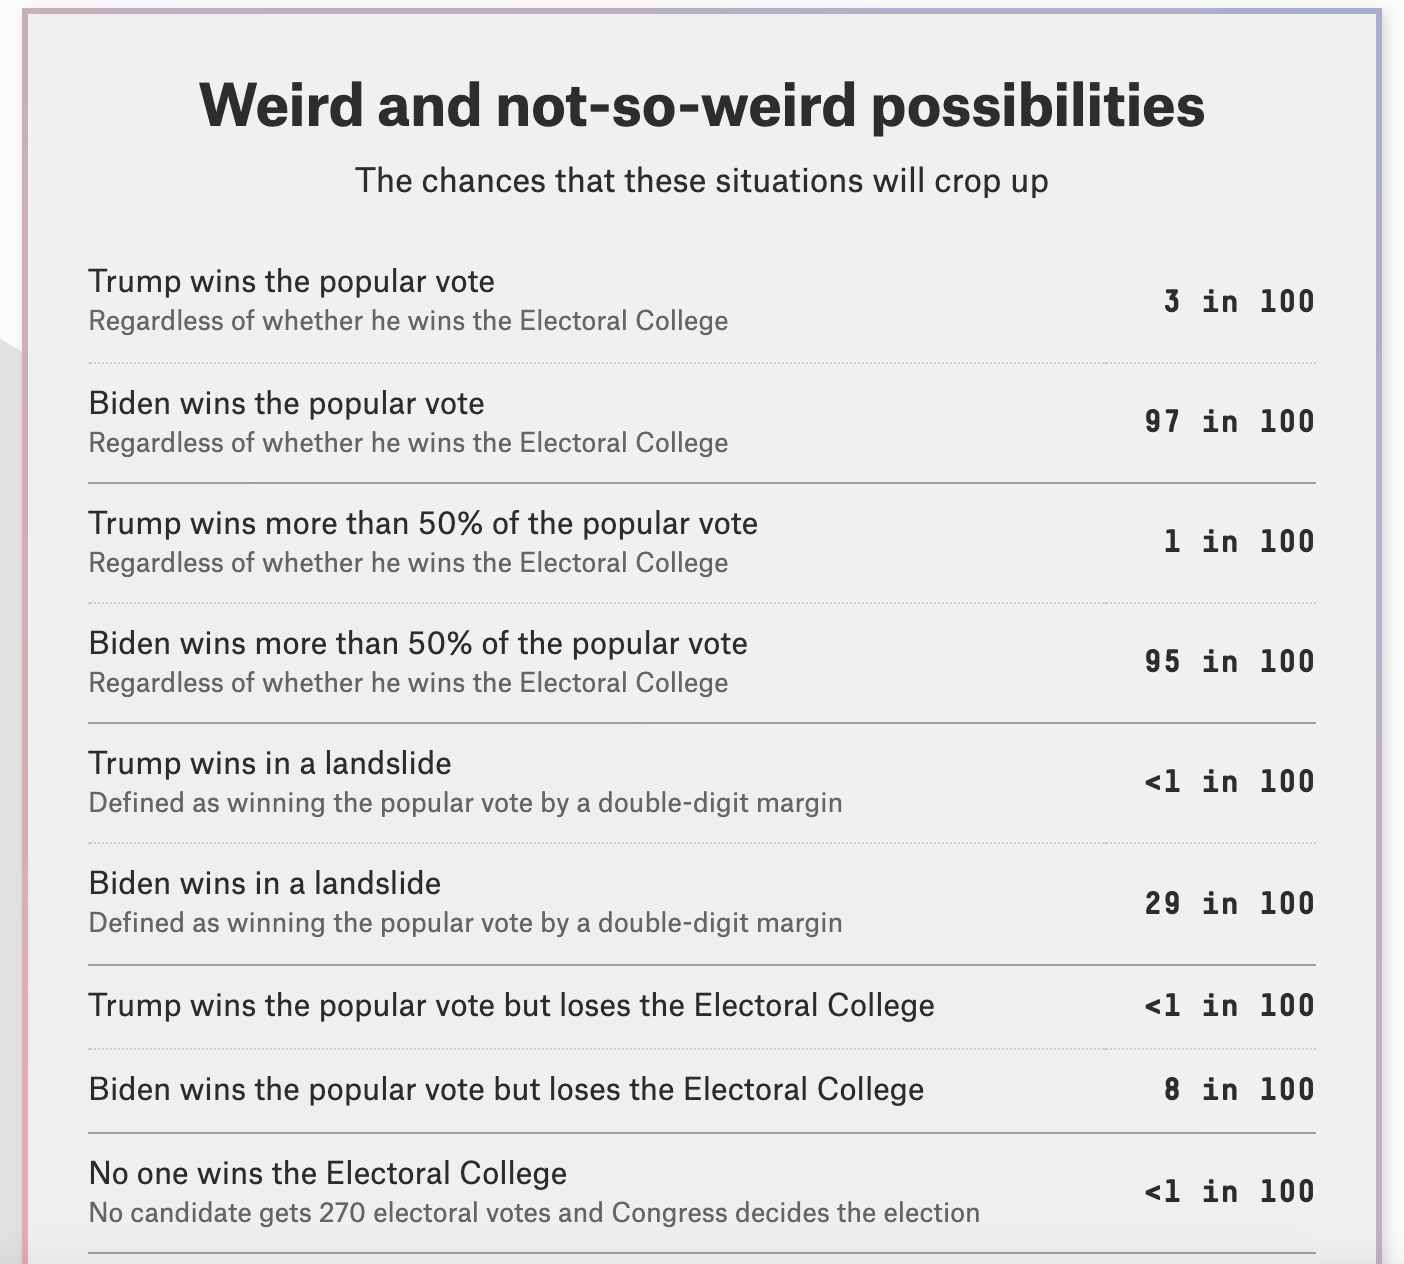 Weird and not-so-weird possibilities
The chances that these situations will crop up
Trump wins the popular vote
Regardless of whether he wins the Electoral College
3 in 100
Biden wins the popular vote
Regardless of whether he wins the Electoral College
97 in 100
Trump wins more than 50% of the popular vote
Regardless of whether he wins the Electoral College
1 in 100
Biden wins more than 50% of the popular vote
Regardless of whether he wins the Electoral College
95 in 100
Trump wins in a landslide
Defined as winning the popular vote by a double-digit margin
<1 in 100
Biden wins in a landslide
Defined as winning the popular vote by a double-digit margin
29 in 100
Trump wins the popular vote but loses the Electoral College
<1 in 100
Biden wins the popular vote but loses the Electoral College
8 in 100
No one wins the Electoral College
No candidate gets 270 electoral votes and Congress decides the election
<1 in 100